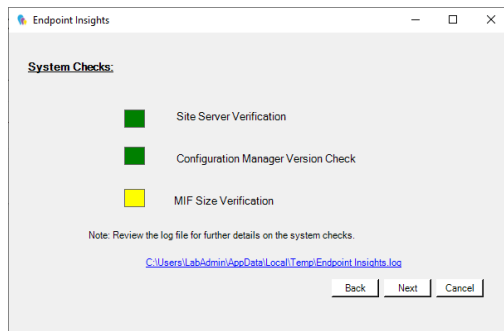 Endpoint Insights
System Checks:
Site Server Verification
Configuration Manager Version Check
MIF Size Verification
Note: Review the log file for further details on the system checks.
C:\Users\LabAdmin\AppData\Local\Temp\Endpoint Insights.log
Back Next Cancel